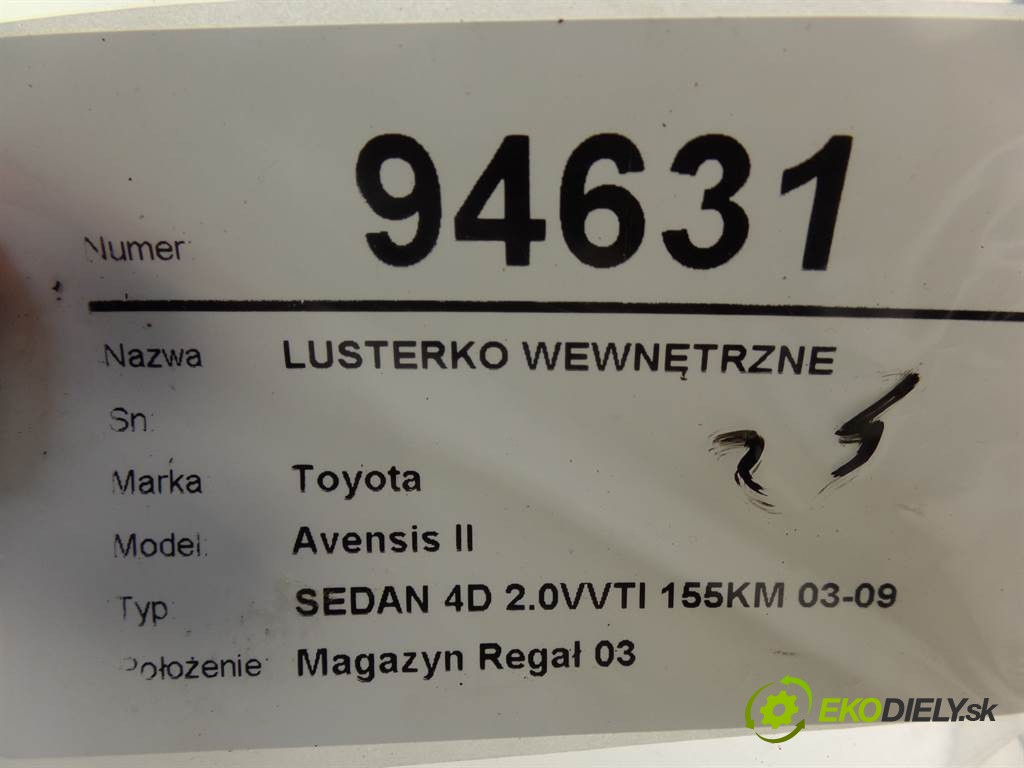 94631
Numer:
Nazwa LUSTERKO WEWNĘTRZNE
Sn:
25
Marka Toyota
Model: Avensis II
Typ SEDAN 4D 2.0VVTI 155KM 03-09
Położenie: Magazyn Regał 03
EKODIELY.sk